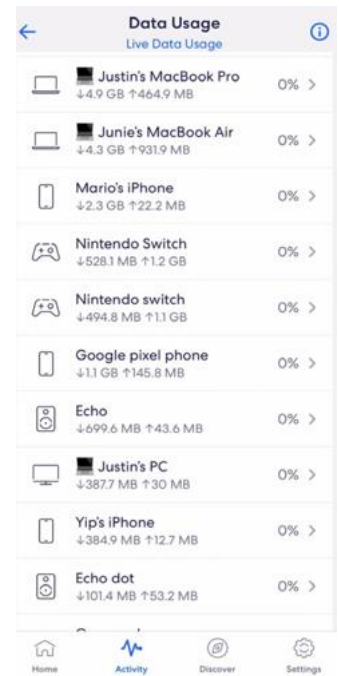 Data Usage
Live Data Usage
Justin's MacBook Pro
↓4.9 GB ↑464.9 MB
0%
Junie's MacBook Air
↓4.3 GB ↑931.9 MB
0%
Mario's iPhone
↓2.3 GB ↑22.2 MB
0%
Nintendo Switch
↓528.1 MB ↑1.2 GB
0%
Nintendo switch
↓494.8 MB ↑1.1 GB
0%
Google pixel phone
↓1.1 GB ↑145.8 MB
0%
Echo
↓699.6 MB ↑43.6 MB
0%
Justin's PC
↓387.7 MB ↑30 MB
0%
Yip's iPhone
↓384.9 MB ↑12.7 MB
0%
Echo dot
↓101.4 MB ↑53.2 MB
0%
Home Activity Discover Settings